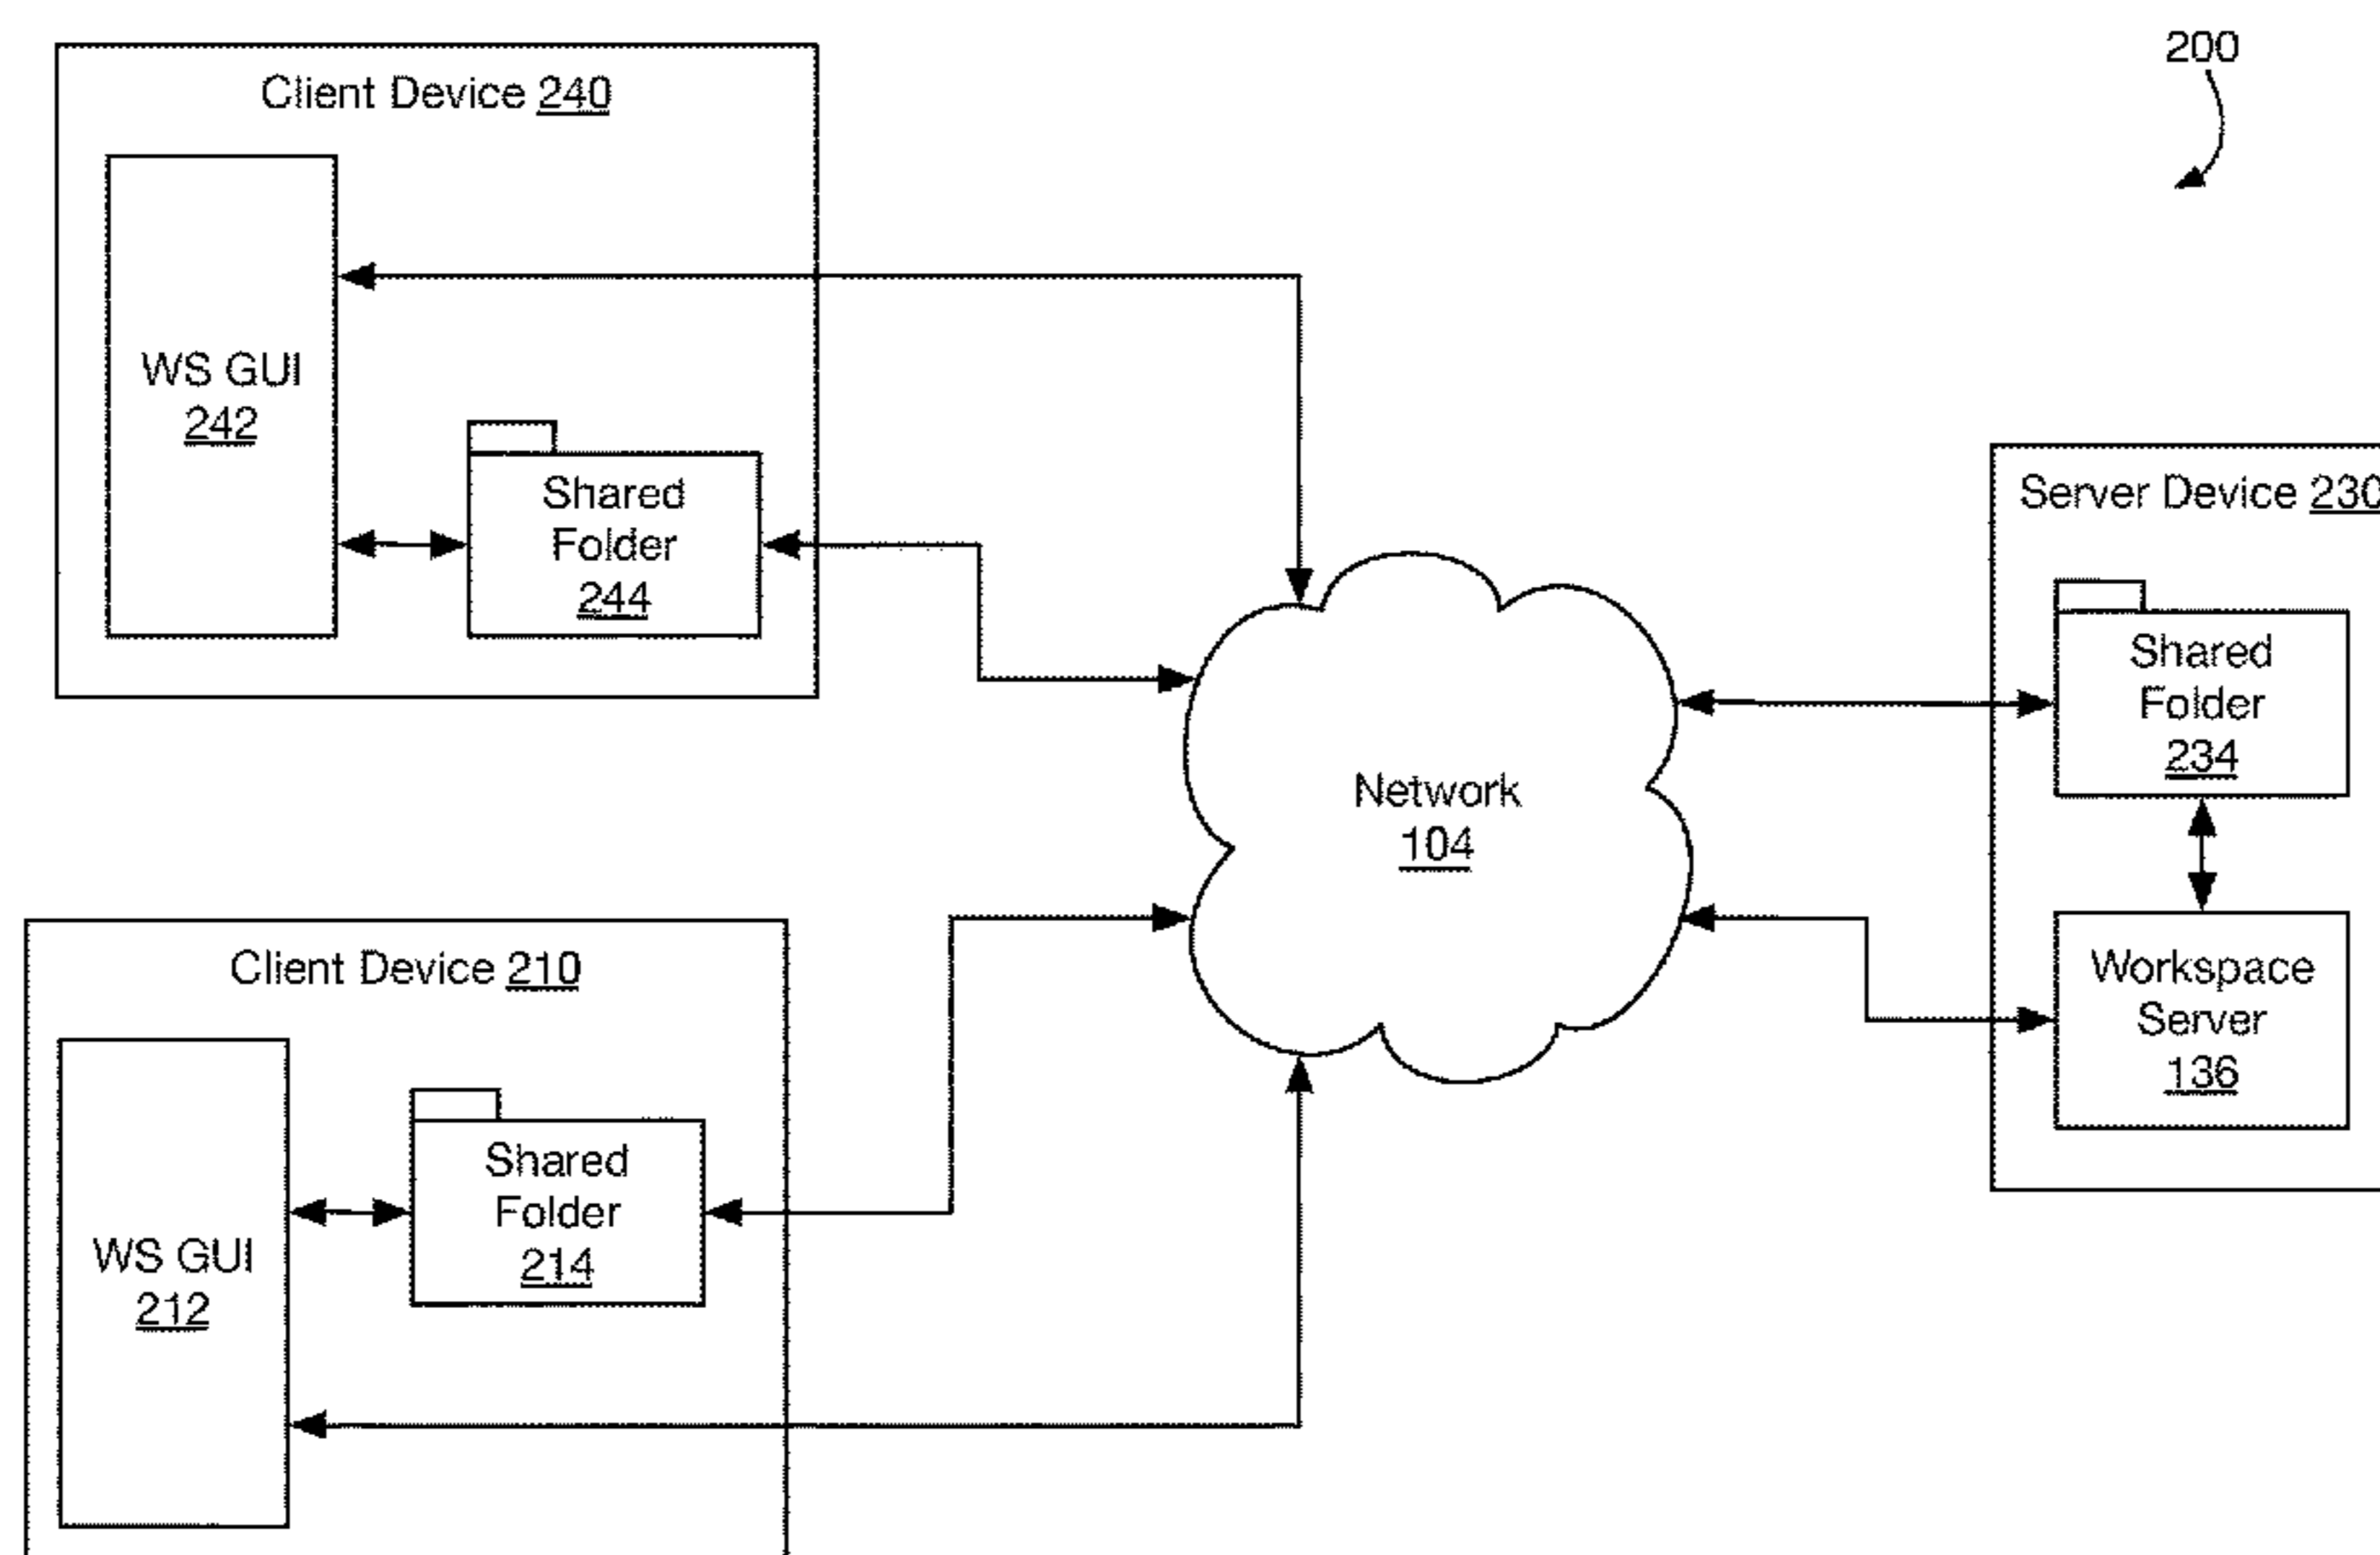 200
Client Device 240
WS GUI
242
Shared
Folder
244
Server Device 230
Shared
Folder
234
Network
104
Workspace
Server
136
Client Device 210
WS GUI
212
Shared
Folder
214